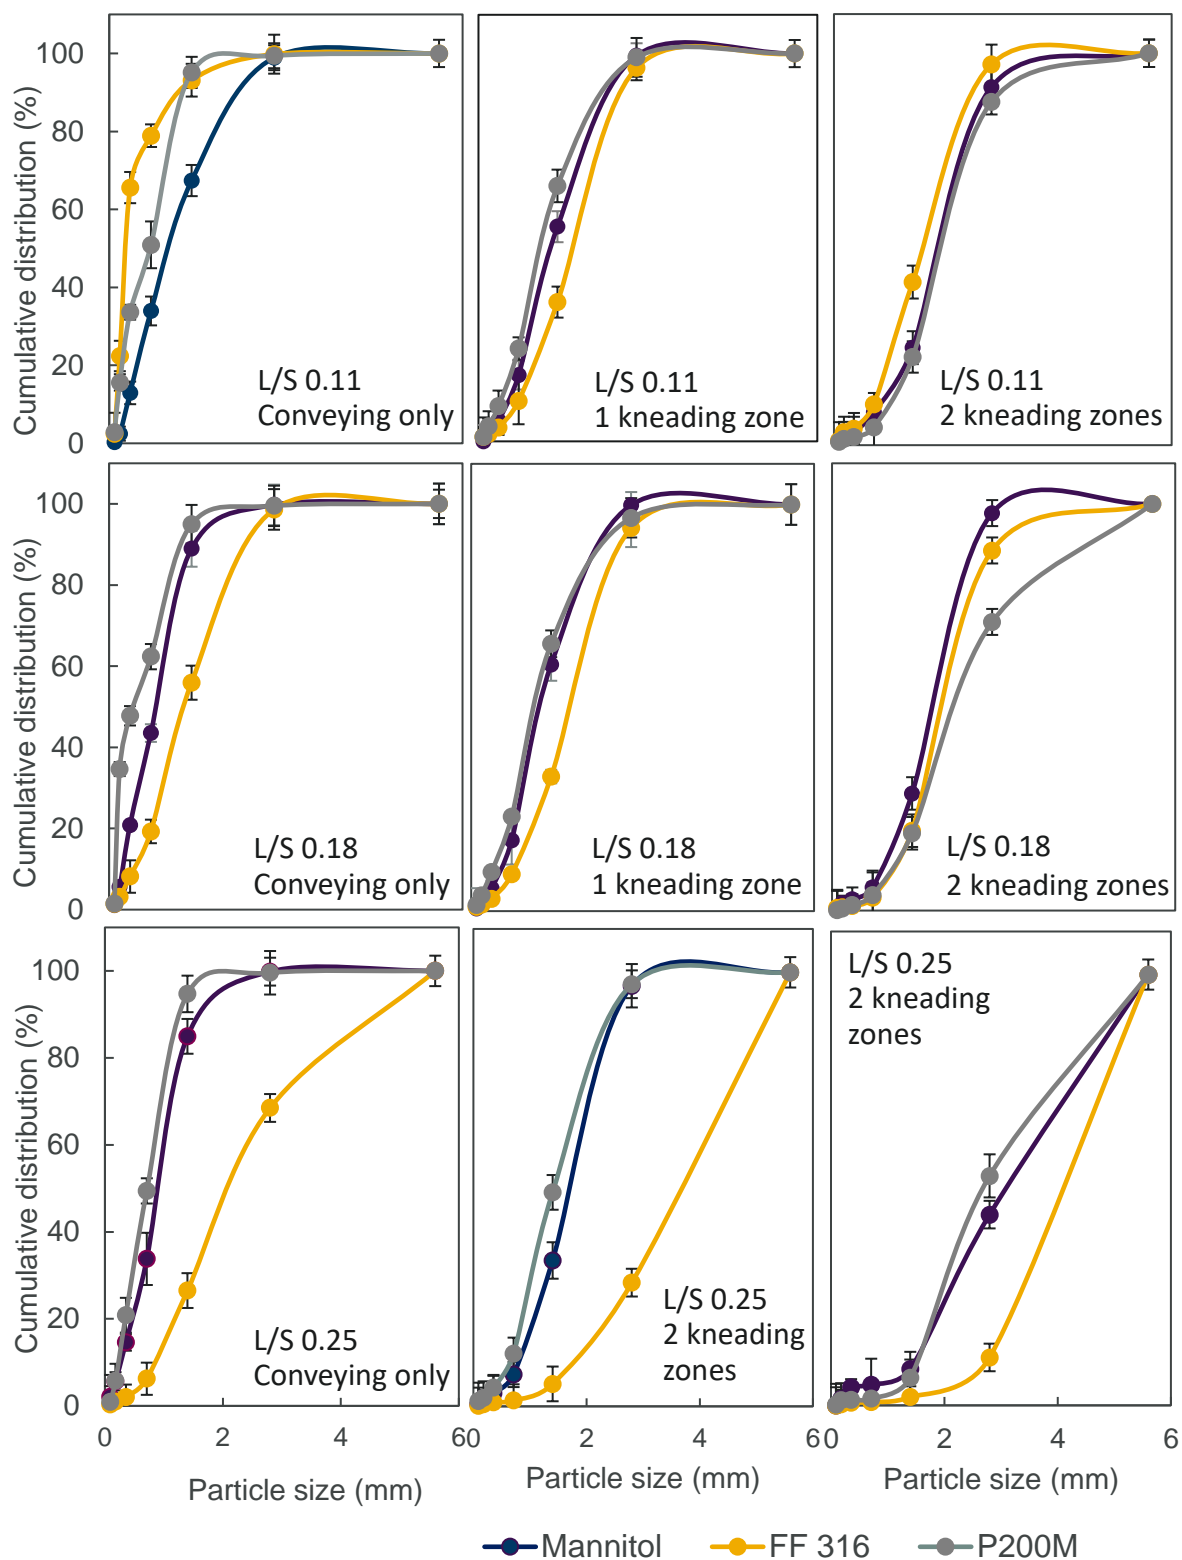 Cumulative distribution (%)
100
80
60
40
20
0
L/S 0.11
Conveying only
L/S 0.11
1 kneading zone
L/S 0.11
2 kneading zones
Cumulative distribution (%)
100
80
60
40
20
0
L/S 0.18
Conveying only
L/S 0.18
1 kneading zone
L/S 0.18
2 kneading zones
Cumulative distribution (%)
100
80
60
40
20
0
L/S 0.25
Conveying only
L/S 0.25
2 kneading
zones
L/S 0.25
2 kneading
zones
0 2 4 6
0 2 4 6
0 2 4 6
Particle size (mm)
Particle size (mm)
Particle size (mm)
Mannitol FF 316 P200M